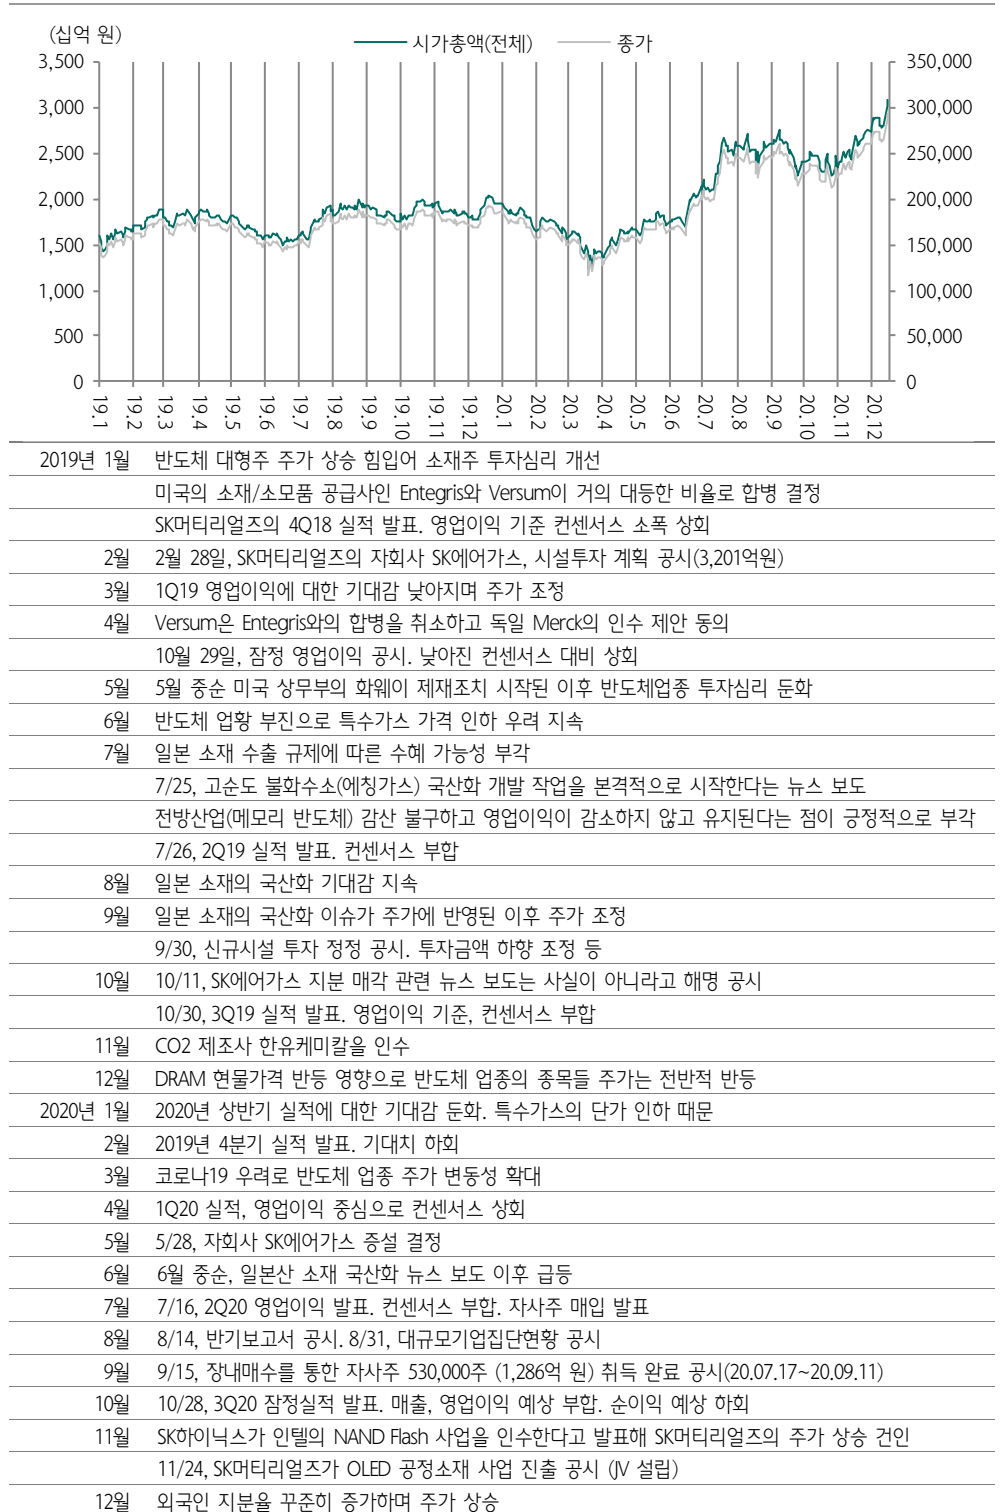 (십억 원)
시가총액(전체)
종가
3,500
3,000
2,500
2,000
1,500
1,000
500
0
350,000
300,000
250,000
200,000
150,000
100,000
50,000
0
19.1
19.2
19.3
19.4
19.5
19.6
19.7
19.8
19.9
19.10
19.11
19.12
20.1
20.2
20.3
20.4
20.5
20.6
20.7
20.8
20.9
20.10
20.11
20.12
2019년 1월 반도체 대형주 주가 상승 힘입어 소재주 투자심리 개선
미국의 소재/소모품 공급사인 Entegris와 Versum이 거의 대등한 비율로 합병 결정
SK머티리얼즈의 4Q18 실적 발표. 영업이익 기준 컨센서스 소폭 상회
2월 2월 28일, SK머티리얼즈의 자회사 SK에어가스, 시설투자 계획 공시(3,201억원)
3월 1Q19 영업이익에 대한 기대감 낮아지며 주가 조정
4월 Versum은 Entegris와의 합병을 취소하고 독일 Merck의 인수 제안 동의
10월 29일, 잠정 영업이익 공시. 낮아진 컨센서스 대비 상회
5월 5월 중순 미국 상무부의 화웨이 제재조치 시작된 이후 반도체업종 투자심리 둔화
6월 반도체 업황 부진으로 특수가스 가격 인하 우려 지속
7월 일본 소재 수출 규제에 따른 수혜 가능성 부각
7/25, 고순도 불화수소(에칭가스) 국산화 개발 작업을 본격적으로 시작한다는 뉴스 보도
전방산업(메모리 반도체) 감산 불구하고 영업이익이 감소하지 않고 유지된다는 점이 긍정적으로 부각
7/26, 2Q19 실적 발표. 컨센서스 부합
8월 일본 소재의 국산화 기대감 지속
9월 일본 소재의 국산화 이슈가 주가에 반영된 이후 주가 조정
9/30, 신규시설 투자 정정 공시. 투자금액 하향 조정 등
10월 10/11, SK에어가스 지분 매각 관련 뉴스 보도는 사실이 아니라고 해명 공시
10/30, 3Q19 실적 발표. 영업이익 기준, 컨센서스 부합
11월 CO2 제조사 한유케미칼을 인수
12월 DRAM 현물가격 반등 영향으로 반도체 업종의 종목들 주가는 전반적 반등
2020년 1월 2020년 상반기 실적에 대한 기대감 둔화. 특수가스의 단가 인하 때문
2월 2019년 4분기 실적 발표. 기대치 하회
3월 코로나19 우려로 반도체 업종 주가 변동성 확대
4월 1Q20 실적, 영업이익 중심으로 컨센서스 상회
5월 5/28, 자회사 SK에어가스 증설 결정
6월 6월 중순, 일본산 소재 국산화 뉴스 보도 이후 급등
7월 7/16, 2Q20 영업이익 발표. 컨센서스 부합. 자사주 매입 발표
8월 8/14, 반기보고서 공시. 8/31, 대규모기업집단현황 공시
9월 9/15, 장내매수를 통한 자사주 530,000주 (1,286억 원) 취득 완료 공시(20.07.17~20.09.11)
10월 10/28, 3Q20 잠정실적 발표. 매출, 영업이익 예상 부합. 순이익 예상 하회
11월 SK하이닉스가 인텔의 NAND Flash 사업을 인수한다고 발표해 SK머티리얼즈의 주가 상승 견인
11/24, SK머티리얼즈가 OLED 공정소재 사업 진출 공시 (JV 설립)
12월 외국인 지분율 꾸준히 증가하며 주가 상승